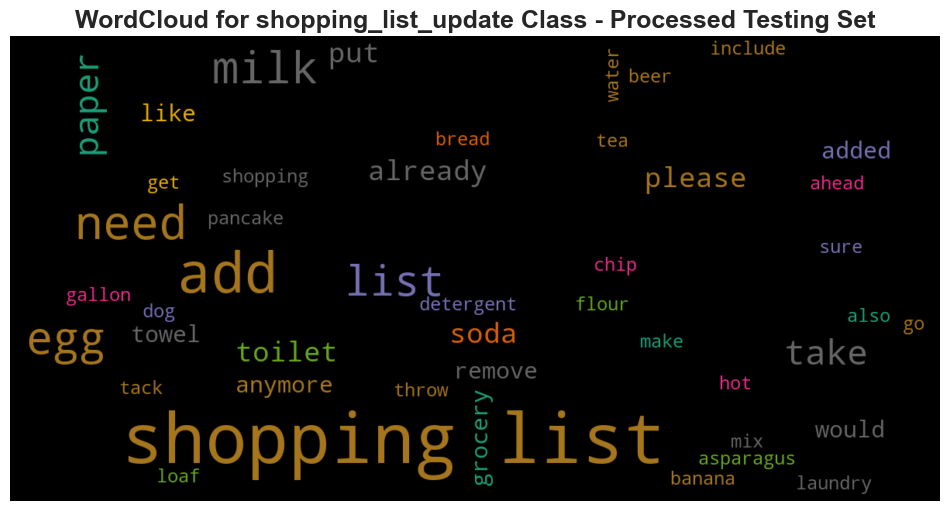 WordCloud for shopping_list_update Class - Processed Testing Set
milk
put
include
paper
water
beer
like
bread
tea
added
already
please
get
shopping
ahead
need
pancake
sure
add
list
chip
gallon
dog
detergent
flour
also
go
egg
towel
soda
make
toilet
take
remove
tack
anymore
throw
hot
shopping list
grocery
would
mix
asparagus
loaf
banana
laundry